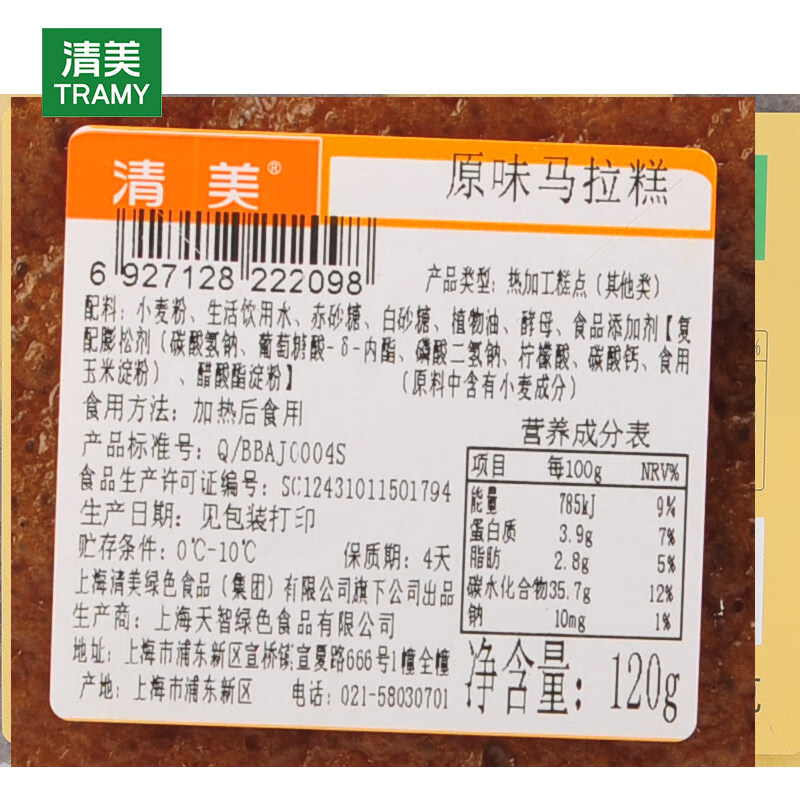 清美
TRAMY
清美®
原味马拉糕
6 927128 222098
产品类型：热加工糕点（其他类）
配料：小麦粉、生活饮用水、赤砂糖、白砂糖、植物油、酵母、食品添加剂【复
配膨松剂（碳酸氢钠、葡萄糖酸-δ-内酯、磷酸二氢钠、柠檬酸、碳酸钙、食用
玉米淀粉）、醋酸酯淀粉】
（原料中含有小麦成分）
食用方法：加热后食用
产品标准号：Q/BBAJ0004S
食品生产许可证编号：SC12431011501794
生产日期：见包装打印
贮存条件：0℃-10℃ 保质期：4天
上海清美绿色食品（集团）有限公司旗下公司出品
生产商：上海天智绿色食品有限公司
地址：上海市浦东新区宣桥镇宣夏路666号1幢全幢
产地：上海市浦东新区 电话：021-58030701
营养成分表
项目 每100g NRV%
能量 785kJ 9%
蛋白质 3.9g 7%
脂肪 2.8g 5%
碳水化合物 35.7g 12%
钠 10mg 1%
净含量：120g